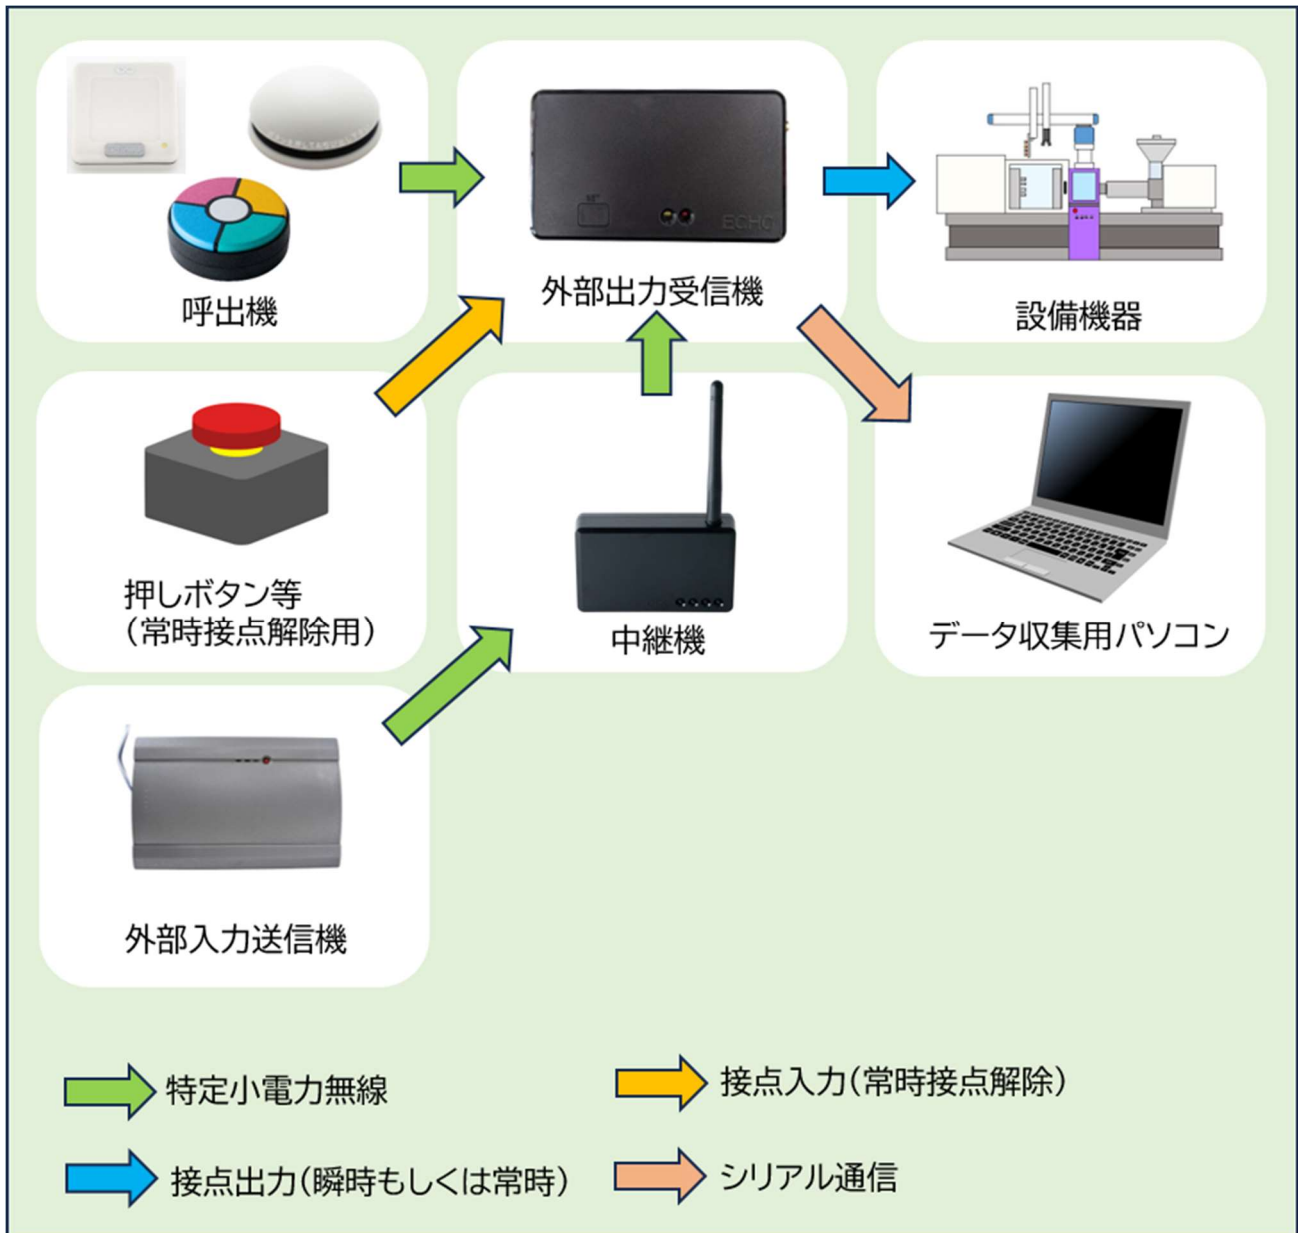 呼出機
ECHO
外部出力受信機
設備機器
押しボタン等
（常時接点解除用）
中継機
データ収集用パソコン
外部入力送信機
特定小電力無線
接点入力（常時接点解除）
接点出力（瞬時もしくは常時）
シリアル通信